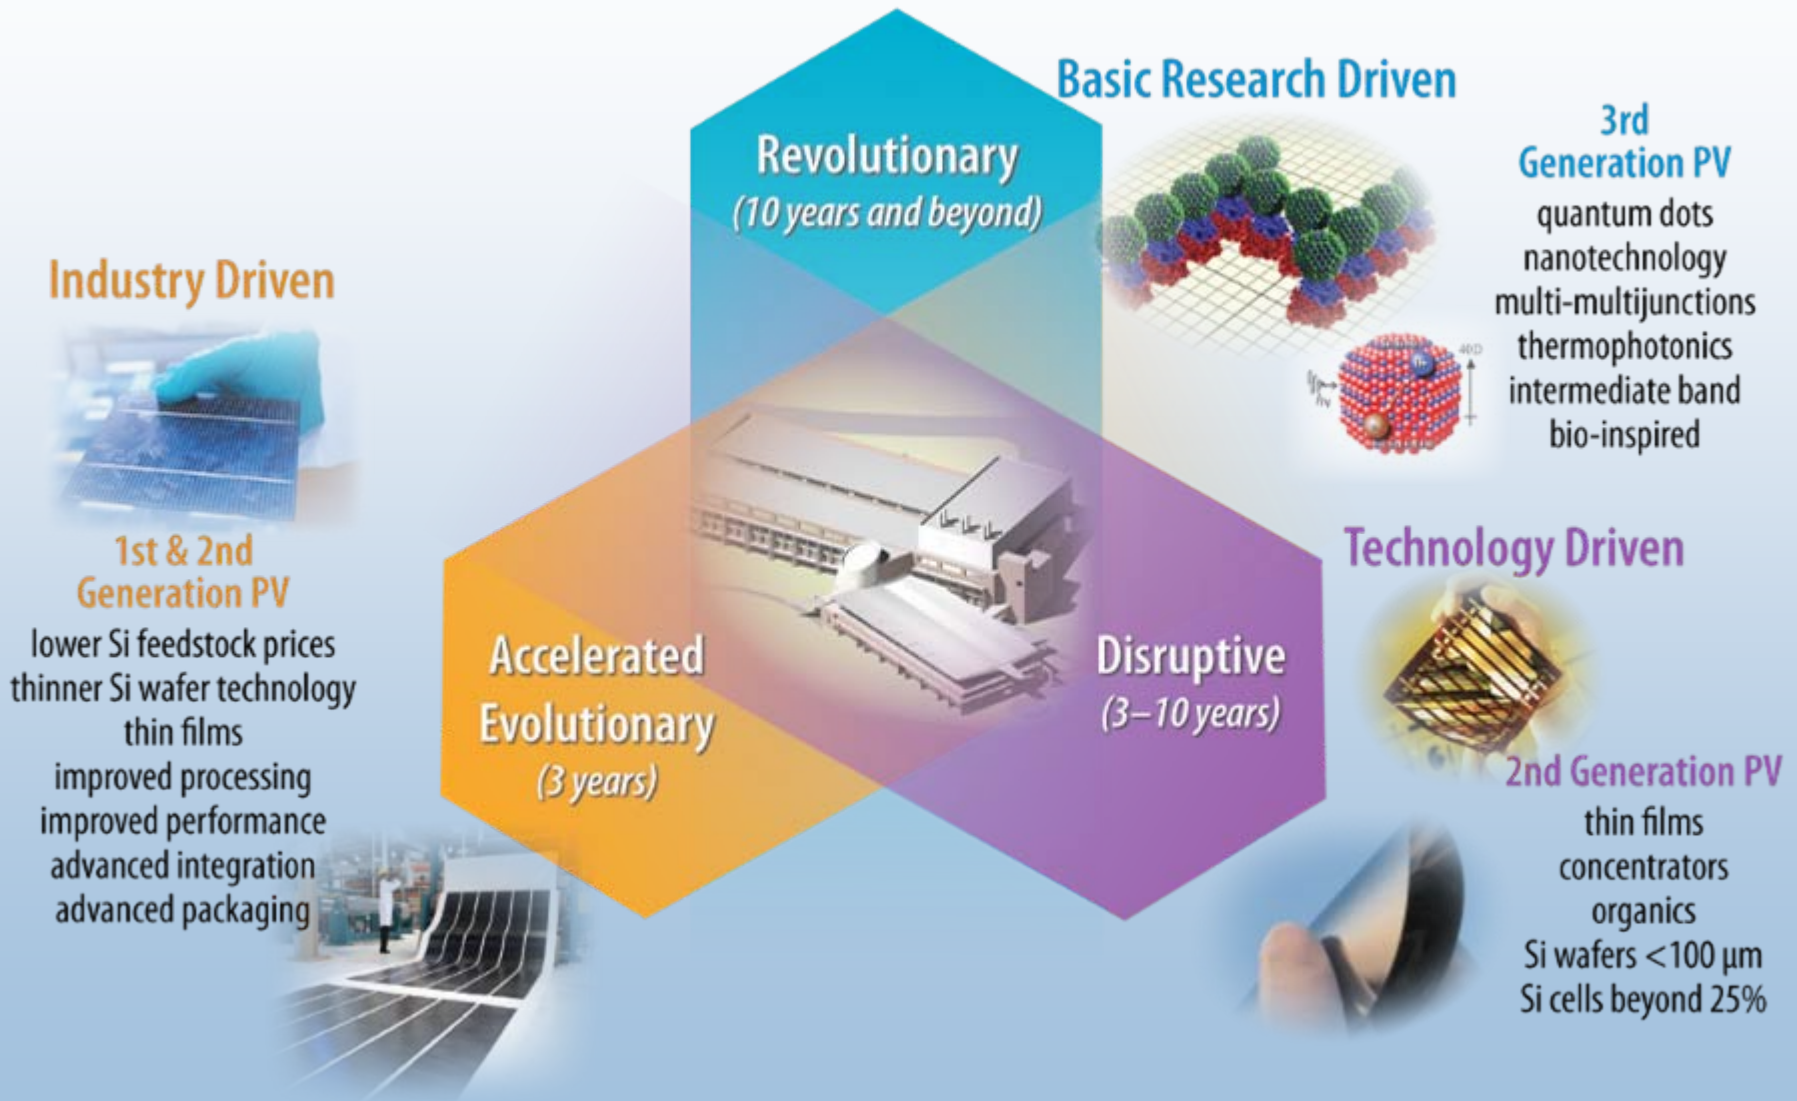 Basic Research Driven
Revolutionary
(10 years and beyond)
3rd
Generation PV
quantum dots
nanotechnology
multi-multijunctions
thermophotonics
intermediate band
bio-inspired
hν
Industry Driven
1st & 2nd
Generation PV
lower Si feedstock prices
thinner Si wafer technology
thin films
improved processing
improved performance
advanced integration
advanced packaging
Accelerated
Evolutionary
(3 years)
Disruptive
(3–10 years)
Technology Driven
2nd Generation PV
thin films
concentrators
organics
Si wafers <100 µm
Si cells beyond 25%